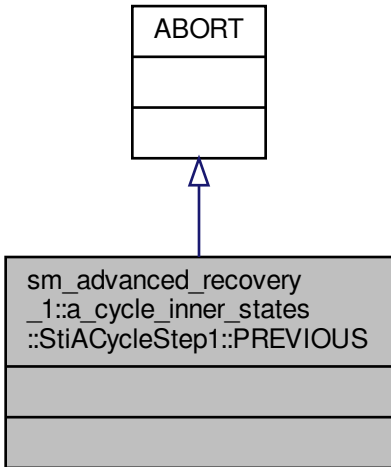 ABORT
sm_advanced_recovery
_1::a_cycle_inner_states
::StiACycleStep1::PREVIOUS